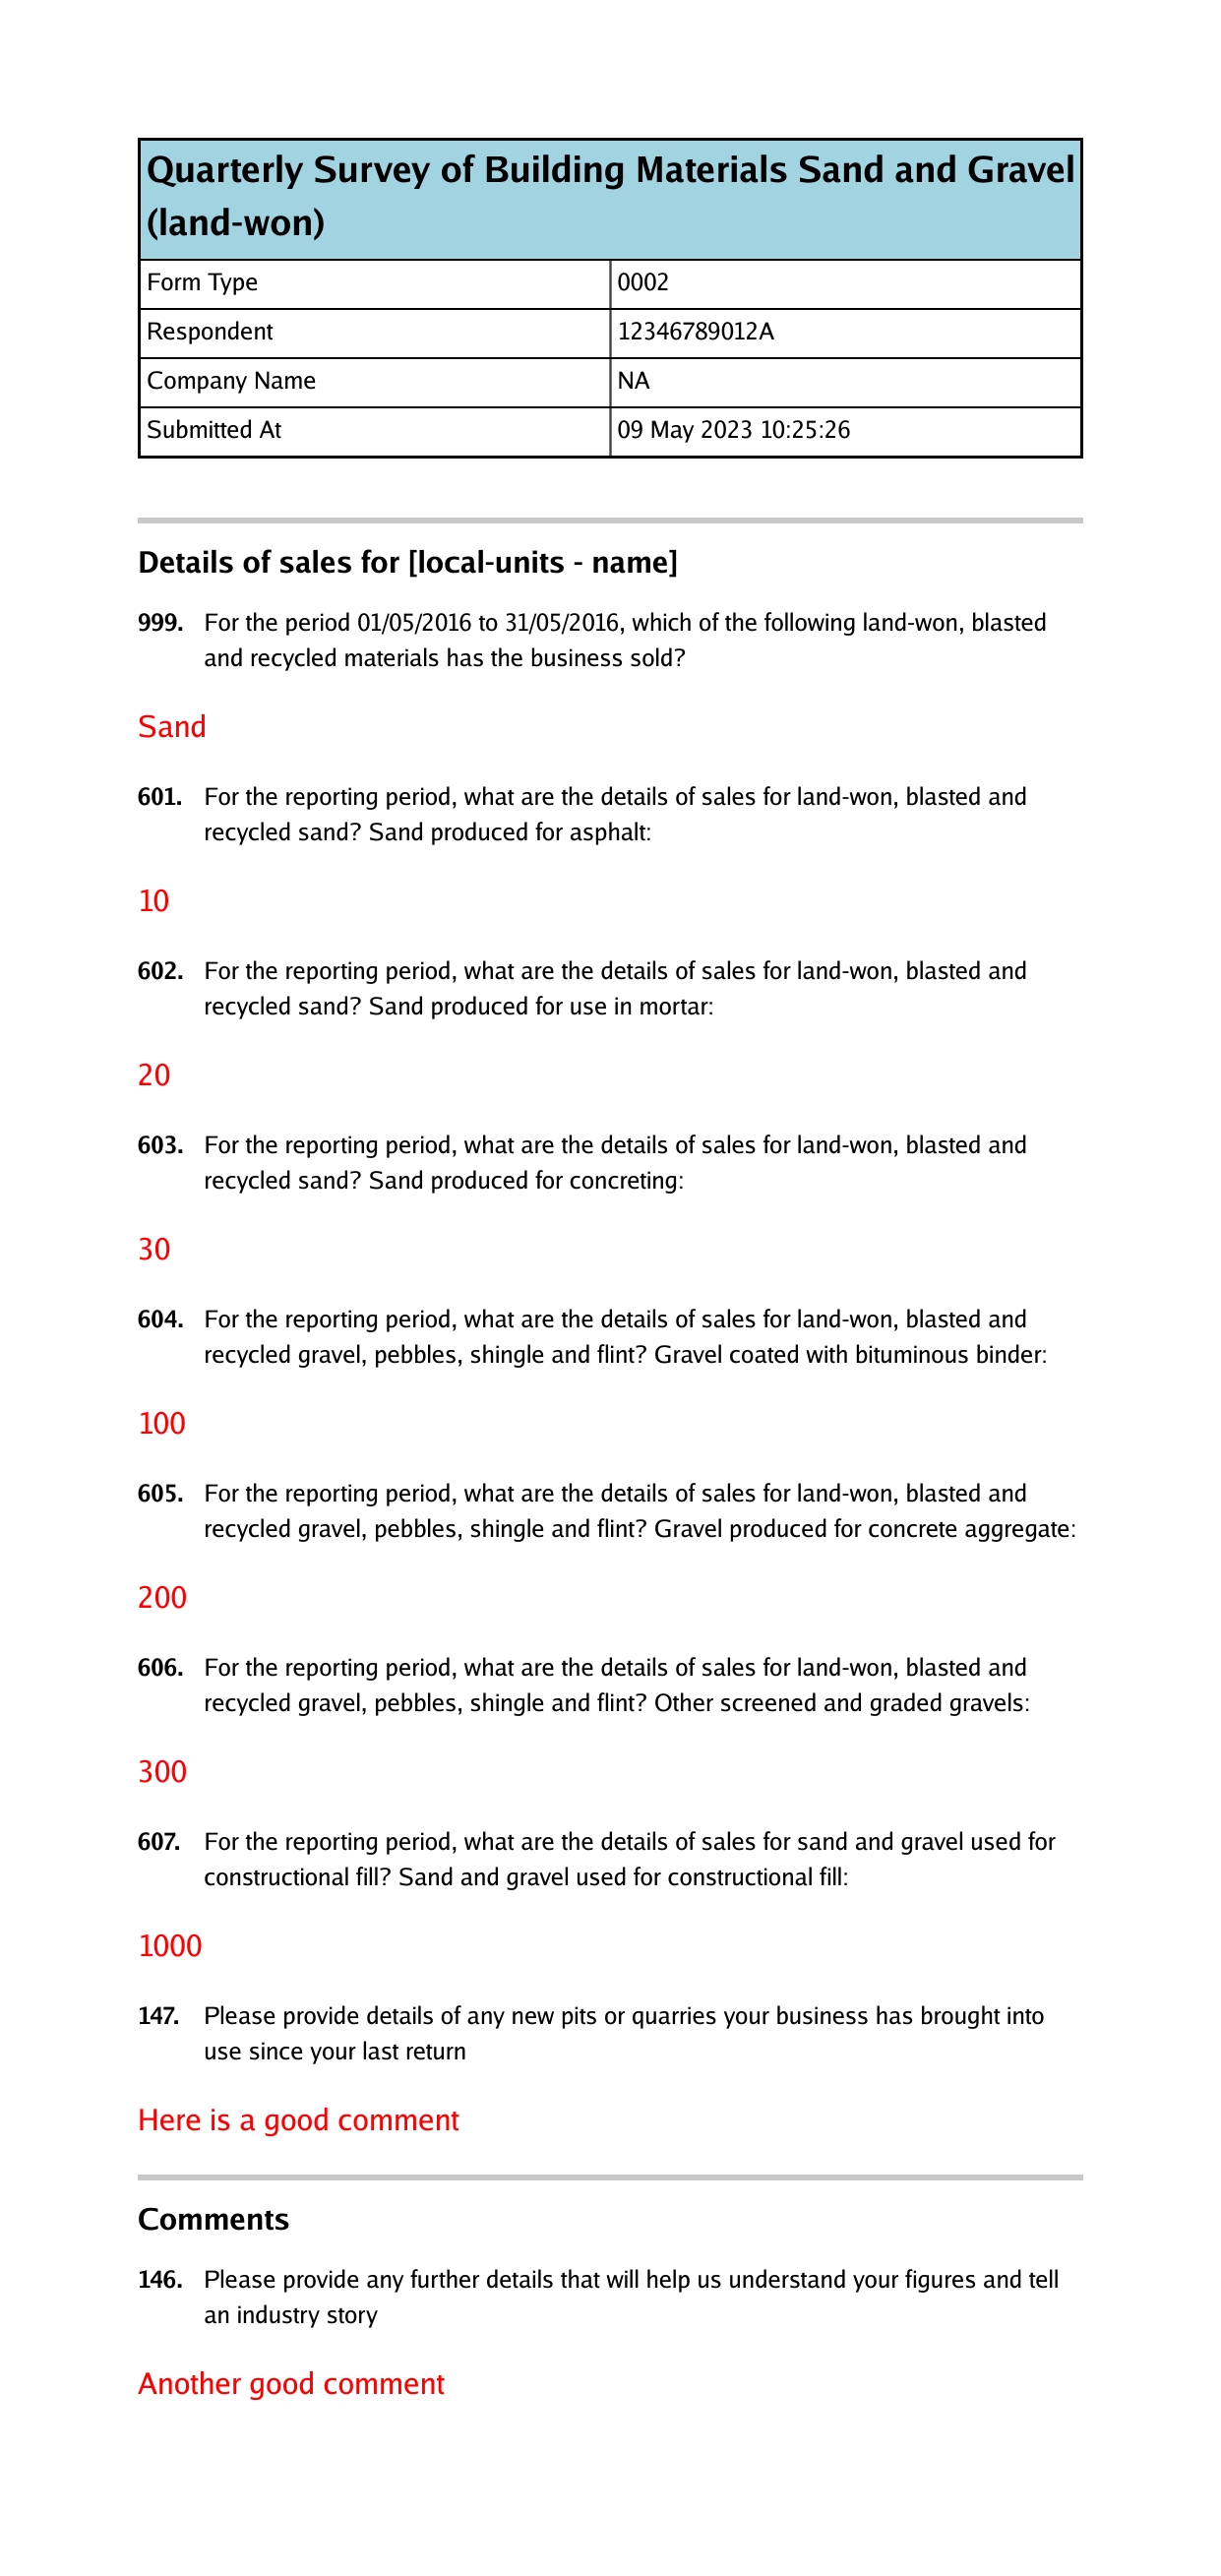 Quarterly Survey of Building Materials Sand and Gravel
(land-won)
Form Type 0002
Respondent 12346789012A
Company Name NA
Submitted At 09 May 2023 10:25:26
Details of sales for [local-units - name]
999. For the period 01/05/2016 to 31/05/2016, which of the following land-won, blasted
and recycled materials has the business sold?
Sand
601. For the reporting period, what are the details of sales for land-won, blasted and
recycled sand? Sand produced for asphalt:
10
602. For the reporting period, what are the details of sales for land-won, blasted and
recycled sand? Sand produced for use in mortar:
20
603. For the reporting period, what are the details of sales for land-won, blasted and
recycled sand? Sand produced for concreting:
30
604. For the reporting period, what are the details of sales for land-won, blasted and
recycled gravel, pebbles, shingle and flint? Gravel coated with bituminous binder:
100
605. For the reporting period, what are the details of sales for land-won, blasted and
recycled gravel, pebbles, shingle and flint? Gravel produced for concrete aggregate:
200
606. For the reporting period, what are the details of sales for land-won, blasted and
recycled gravel, pebbles, shingle and flint? Other screened and graded gravels:
300
607. For the reporting period, what are the details of sales for sand and gravel used for
constructional fill? Sand and gravel used for constructional fill:
1000
147. Please provide details of any new pits or quarries your business has brought into
use since your last return
Here is a good comment
Comments
146. Please provide any further details that will help us understand your figures and tell
an industry story
Another good comment